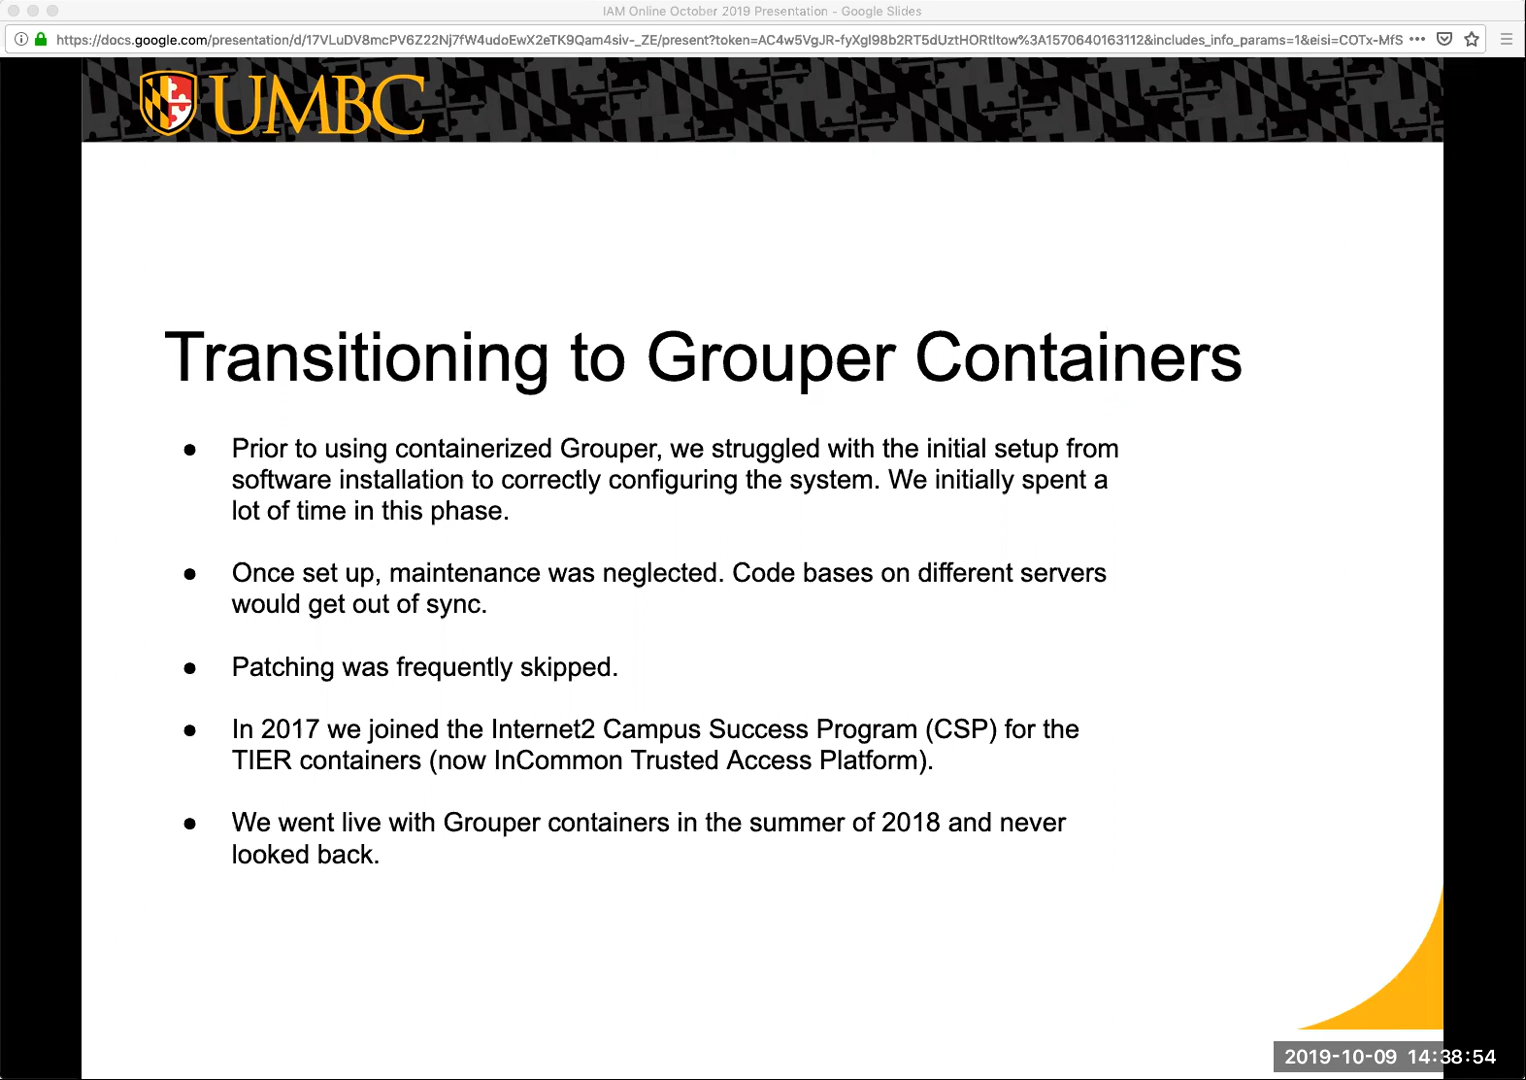 IAM Online October 2019 Presentation - Google Slides
https://docs.google.com/presentation/d/17VLuDV8mcPV6Z22Nj7fW4udoEwX2eTK9Qam4siv-_ZE/present?token=AC4w5VgJR-fyXgl98b2RT5dUztHORtltow%3A1570640163112&includes_info_params=1&eisi=COTx-MfS
UMBC
Transitioning to Grouper Containers
● Prior to using containerized Grouper, we struggled with the initial setup from
software installation to correctly configuring the system. We initially spent a
lot of time in this phase.
● Once set up, maintenance was neglected. Code bases on different servers
would get out of sync.
● Patching was frequently skipped.
● In 2017 we joined the Internet2 Campus Success Program (CSP) for the
TIER containers (now InCommon Trusted Access Platform).
● We went live with Grouper containers in the summer of 2018 and never
looked back.
2019-10-09 14:38:54